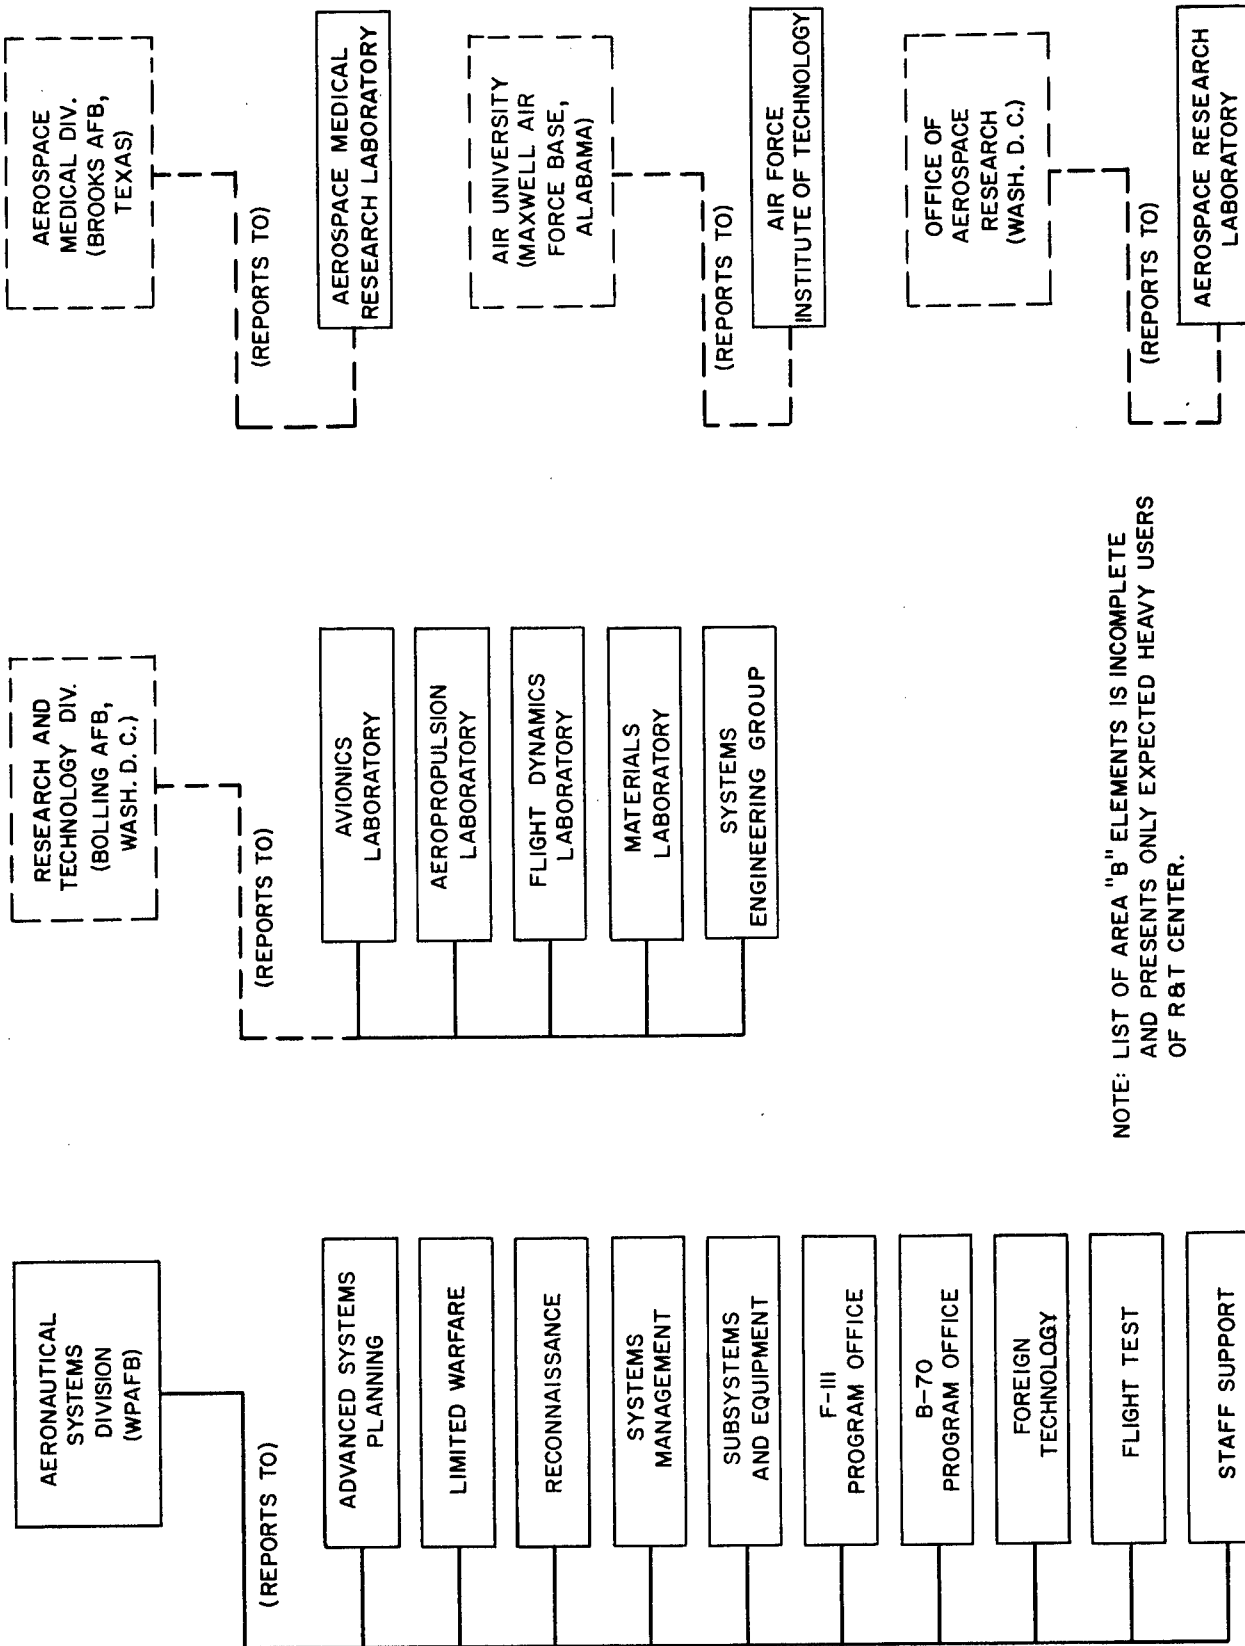 AERONAUTICAL
SYSTEMS
DIVISION
(WPAFB)
(REPORTS TO)
ADVANCED SYSTEMS
PLANNING
LIMITED WARFARE
RECONNAISSANCE
SYSTEMS
MANAGEMENT
SUBSYSTEMS
AND EQUIPMENT
F-III
PROGRAM OFFICE
B-70
PROGRAM OFFICE
FOREIGN
TECHNOLOGY
FLIGHT TEST
STAFF SUPPORT
RESEARCH AND
TECHNOLOGY DIV.
(BOLLING AFB,
WASH. D. C.)
(REPORTS TO)
AVIONICS
LABORATORY
AEROPROPULSION
LABORATORY
FLIGHT DYNAMICS
LABORATORY
MATERIALS
LABORATORY
SYSTEMS
ENGINEERING GROUP
AEROSPACE
MEDICAL DIV.
(BROOKS AFB,
TEXAS)
(REPORTS TO)
AEROSPACE MEDICAL
RESEARCH LABORATORY
AIR UNIVERSITY
(MAXWELL AIR
FORCE BASE,
ALABAMA)
(REPORTS TO)
AIR FORCE
INSTITUTE OF TECHNOLOGY
OFFICE OF
AEROSPACE
RESEARCH
(WASH. D. C.)
(REPORTS TO)
AEROSPACE RESEARCH
LABORATORY
NOTE: LIST OF AREA "B" ELEMENTS IS INCOMPLETE
AND PRESENTS ONLY EXPECTED HEAVY USERS
OF R&T CENTER.